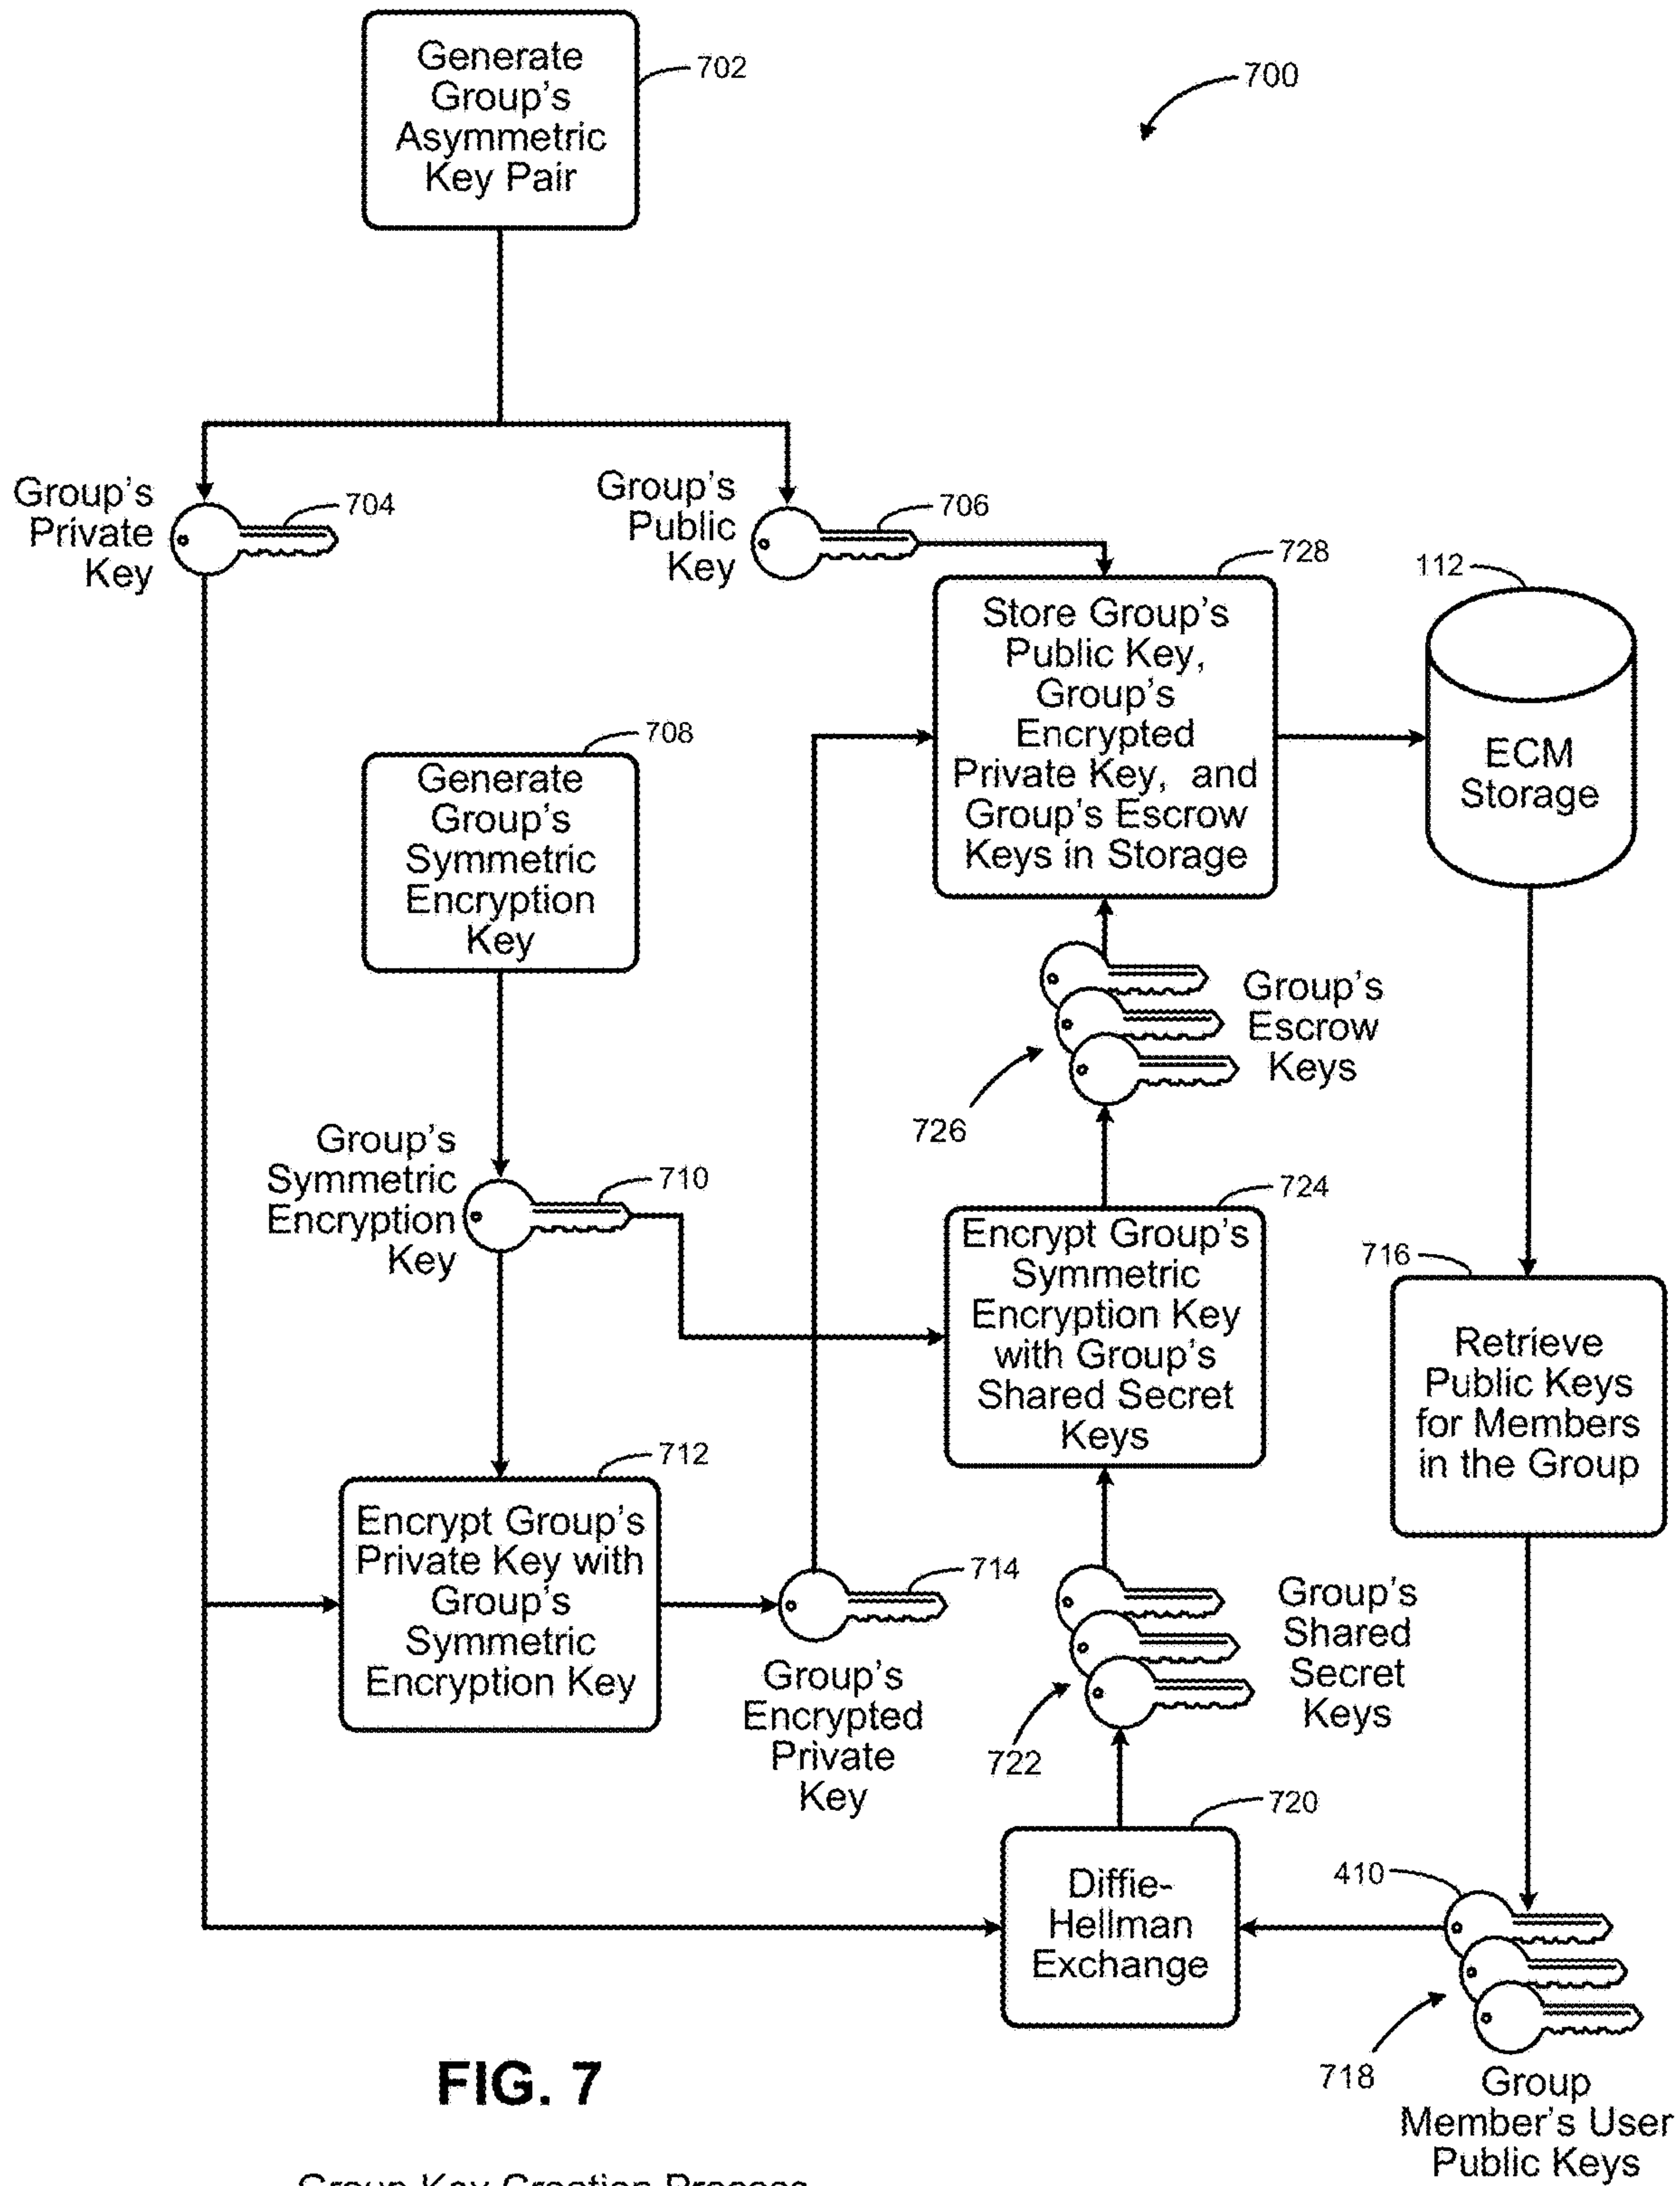 Generate
Group's
Asymmetric
Key Pair
702
700
Group's
Private
Key
704
Group's
Public
Key
706
728
Store Group's
Public Key,
Group's
Encrypted
Private Key, and
Group's Escrow
Keys in Storage
112
ECM
Storage
708
Generate
Group's
Symmetric
Encryption
Key
Group's
Escrow
Keys
726
Group's
Symmetric
Encryption
Key
710
724
Encrypt Group's
Symmetric
Encryption Key
with Group's
Shared Secret
Keys
716
Retrieve
Public Keys
for Members
in the Group
712
Encrypt Group's
Private Key with
Group's
Symmetric
Encryption Key
714
Group's
Encrypted
Private
Key
Group's
Shared
Secret
Keys
722
720
Diffie-
Hellman
Exchange
410
718
Group
Member's User
Public Keys
FIG. 7
Group Key Creation Process